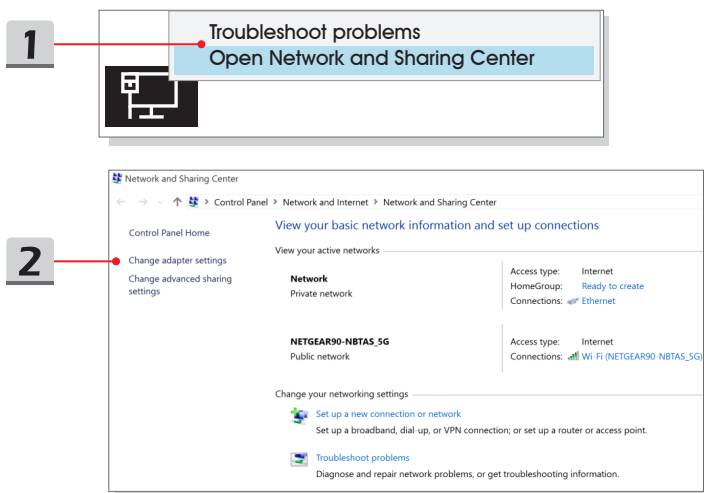 1
Troubleshoot problems
Open Network and Sharing Center
Network and Sharing Center
Control Panel > Network and Internet > Network and Sharing Center
2
Control Panel Home
Change adapter settings
Change advanced sharing
settings
View your basic network information and set up connections
View your active networks
Network
Private network
Access type: Internet
HomeGroup: Ready to create
Connections: Ethernet
NETGEAR90-NBTAS_5G
Public network
Access type: Internet
Connections: Wi-Fi (NETGEAR90-NBTAS_5G)
Change your networking settings
Set up a new connection or network
Set up a broadband, dial-up, or VPN connection; or set up a router or access point.
Troubleshoot problems
Diagnose and repair network problems, or get troubleshooting information.